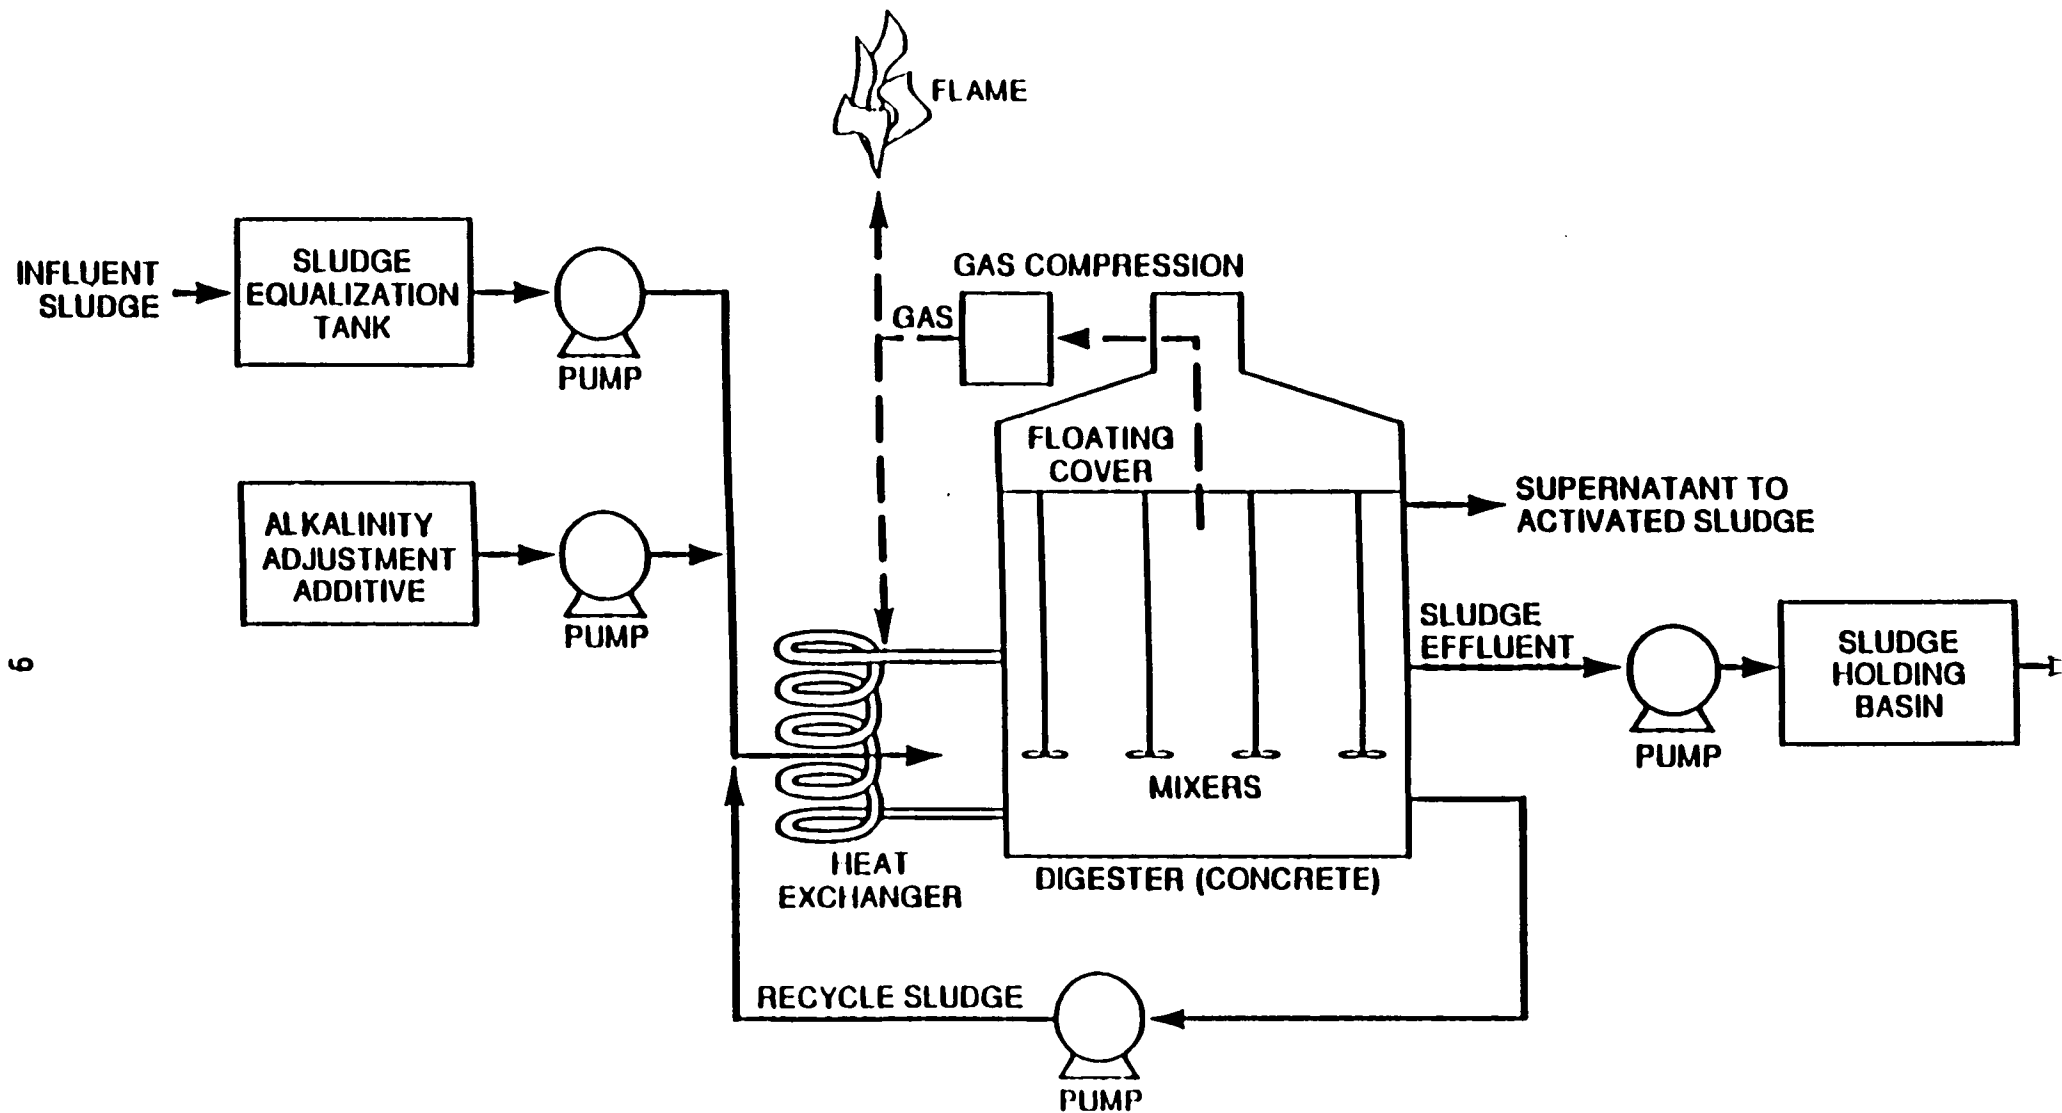 FLAME
GAS COMPRESSION
INFLUENT
SLUDGE
SLUDGE
EQUALIZATION
TANK
GAS
PUMP
FLOATING
COVER
SUPERNATANT TO
ACTIVATED SLUDGE
ALKALINITY
ADJUSTMENT
ADDITIVE
PUMP
SLUDGE
EFFLUENT
SLUDGE
HOLDING
BASIN
PUMP
9
MIXERS
HEAT
EXCHANGER
DIGESTER (CONCRETE)
RECYCLE SLUDGE
PUMP